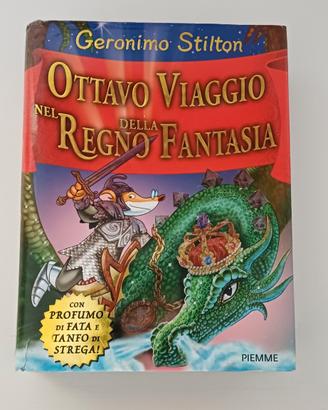 Geronimo Stilton
OTTAVO VIAGGIO
NEL DELLA
REGNO FANTASIA
CON
PROFUMO
DI FATA E
TANFO DI
STREGA!
PIEMME